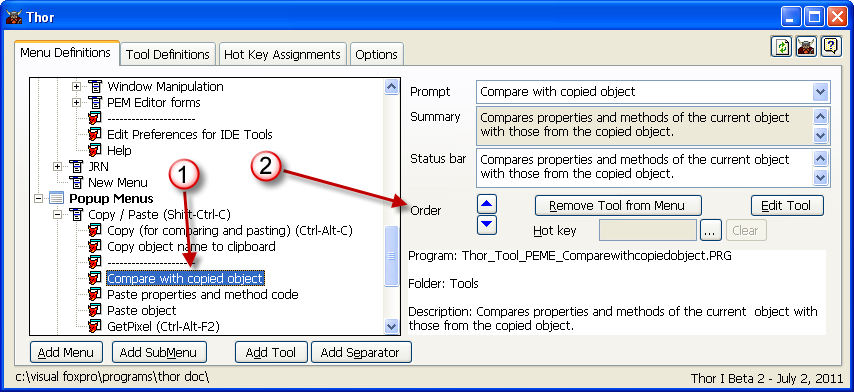 Thor
Menu Definitions
Tool Definitions
Hot Key Assignments
Options
Window Manipulation
PEM Editor forms
----------------------
Edit Preferences for IDE Tools
Help
JRN
New Menu
Popup Menus
Copy / Paste (Shift-Ctrl-C)
Copy (for comparing and pasting) (Ctrl-Alt-C)
Copy object name to clipboard
----------------------
Compare with copied object
Paste properties and method code
Paste object
GetPixel (Ctrl-Alt-F2)
1
2
Prompt
Compare with copied object
Summary
Compares properties and methods of the current object
with those from the copied object.
Status bar
Compares properties and methods of the current object
with those from the copied object.
Order
Remove Tool from Menu
Edit Tool
Hot key
...
Clear
Program: Thor_Tool_PEME_Comparewithcopiedobject.PRG
Folder: Tools
Description: Compares properties and methods of the current  object with
those from the copied object.
Add Menu
Add SubMenu
Add Tool
Add Separator
c:\visual foxpro\programs\thor doc\
Thor I Beta 2 - July 2, 2011